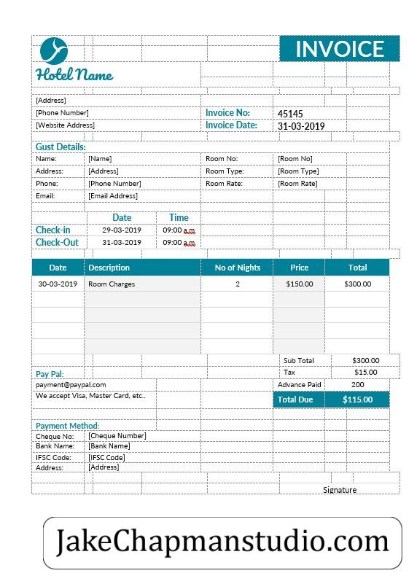 INVOICE
Hotel Name
[Address]
[Phone Number] Invoice No: 45145
[Website Address] Invoice Date: 31-03-2019
Gust Details:
Name: [Name] Room No: [Room No]
Address: [Address] Room Type: [Room Type]
Phone: [Phone Number] Room Rate: [Room Rate]
Email: [Email Address]
Date Time
Check-in 29-03-2019 09:00 a.m
Check-Out 31-03-2019 09:00 a.m
Date Description No of Nights Price Total
30-03-2019 Room Charges 2 $150.00 $300.00
Sub Total $300.00
Pay Pal: Tax $15.00
payment@paypal.com Advance Paid 200
We accept Visa, Master Card, etc.. Total Due $115.00
Payment Method:
Cheque No: [Cheque Number]
Bank Name: [Bank Name]
IFSC Code: [IFSC Code]
Address: [Address]
Signature
JakeChapmanstudio.com